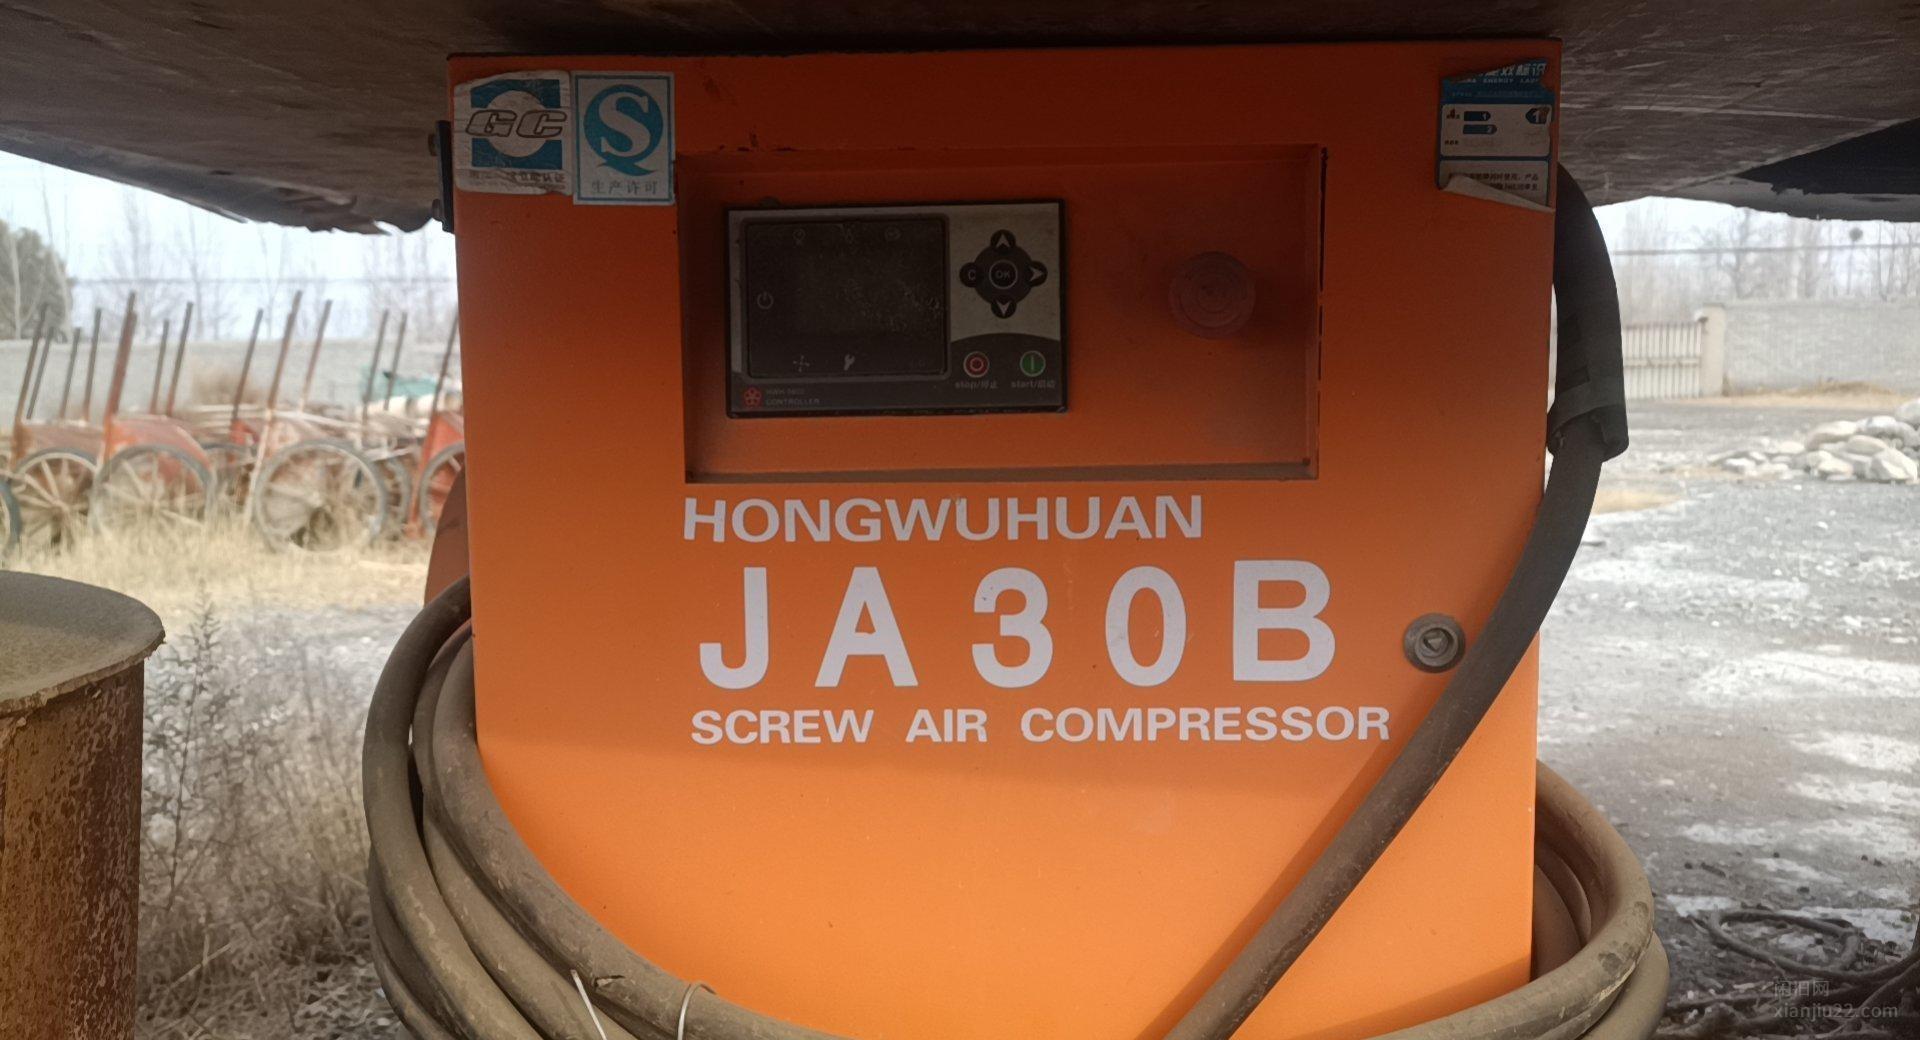 GC
S
生产许可
C
OK
stop/停止
start/启动
CONTROLLER
HONGWUHUAN
JA30B
SCREW AIR COMPRESSOR
闲旧网
xianjiu22.com